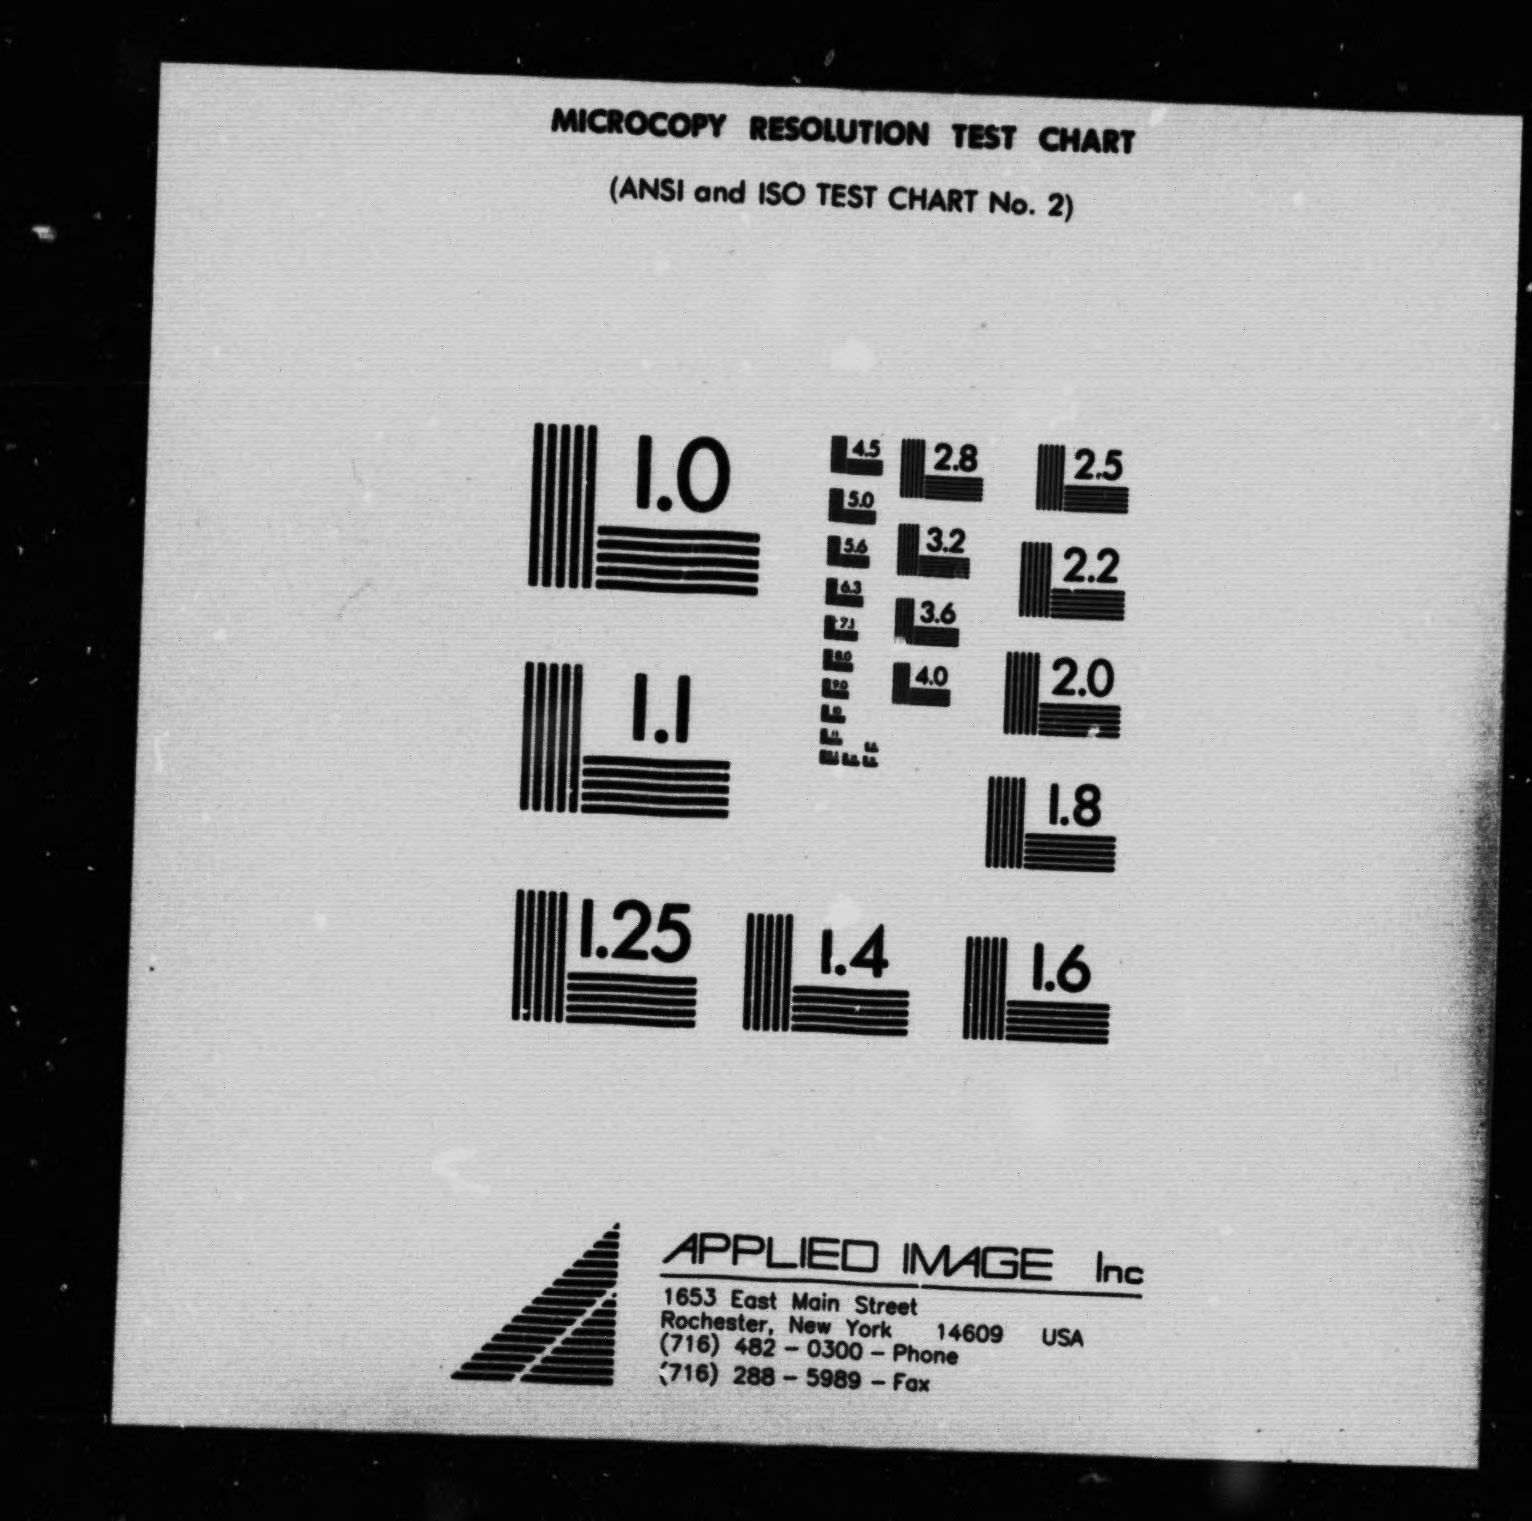 MICROCOPY RESOLUTION TEST CHART
(ANSI and ISO TEST CHART No. 2)
1.0
4.5 2.8 2.5
5.0
5.6 3.2 2.2
6.3
7.1 3.6
8.0
9.0 4.0 2.0
1.1
1.8
1.25 1.4 1.6
APPLIED IMAGE Inc
1653 East Main Street
Rochester, New York 14609 USA
(716) 482 - 0300 - Phone
(716) 288 - 5989 - Fax